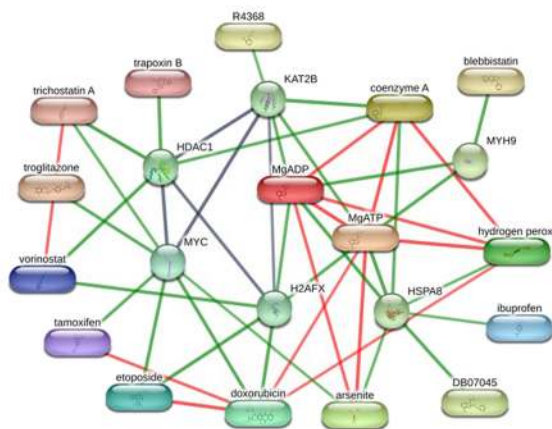 R4368
trapoxin B
KAT2B
blebbistatin
trichostatin A
coenzyme A
HDAC1
MYH9
MgADP
troglitazone
MgATP
MYC
hydrogen perox
vorinostat
H2AFX
HSPA8
tamoxifen
ibuprofen
etoposide
doxorubicin
arsenite
DB07045